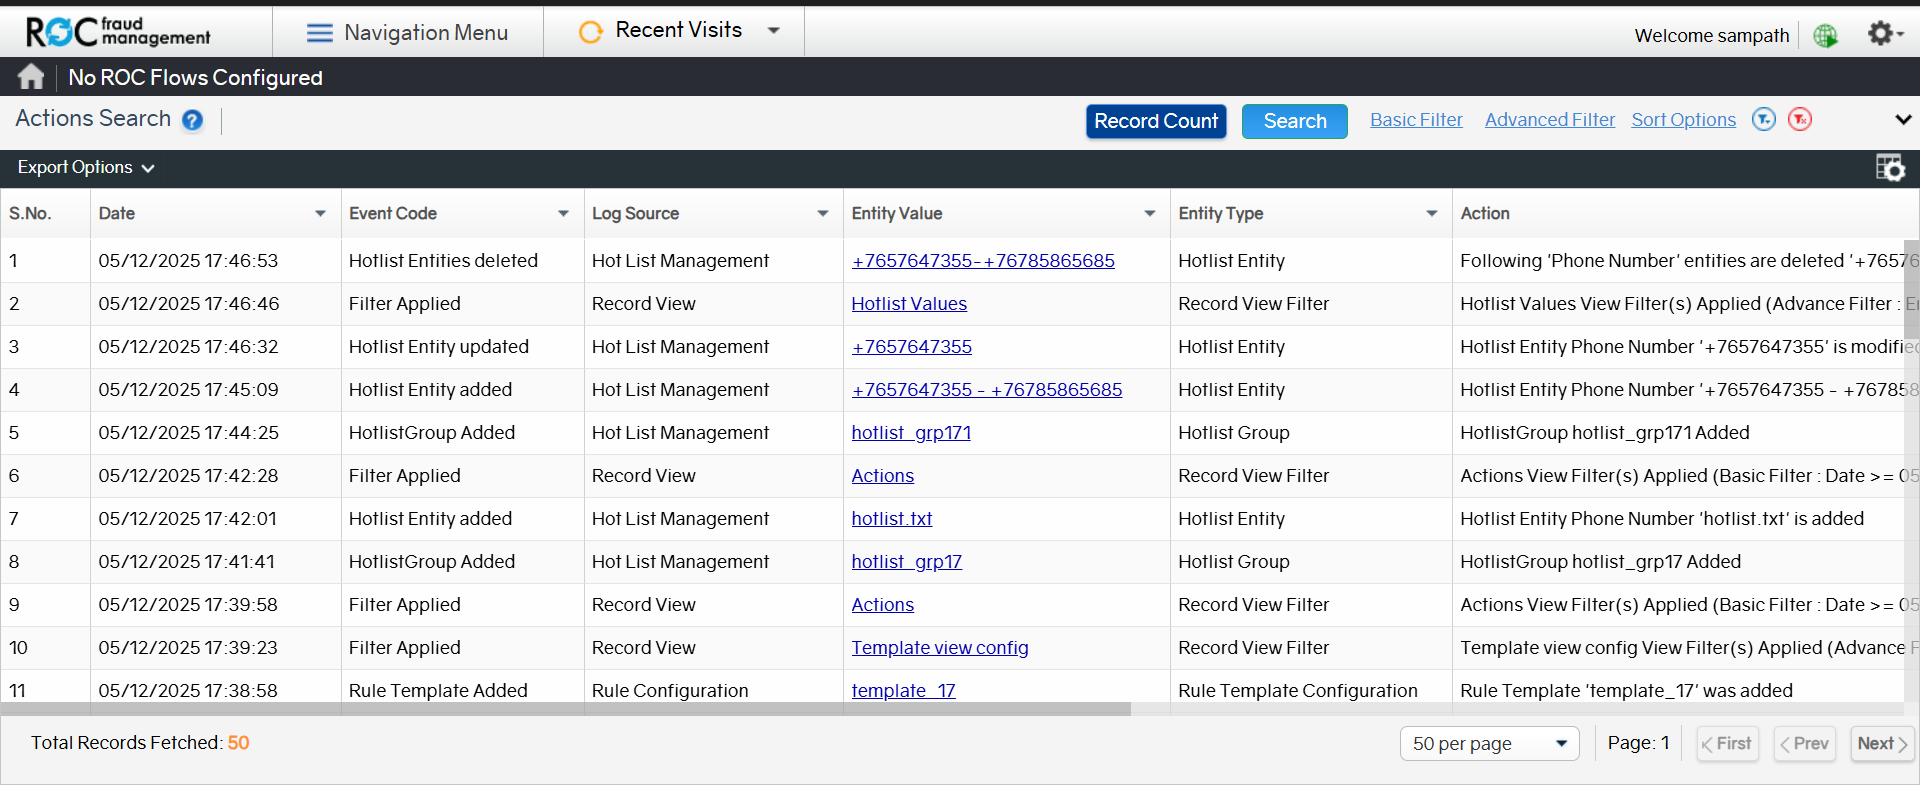 ROC fraud management
Navigation Menu
Recent Visits
Welcome sampath
No ROC Flows Configured
Actions Search ?
Record Count Search Basic Filter Advanced Filter Sort Options
Export Options
S.No. Date Event Code Log Source Entity Value Entity Type Action
1 05/12/2025 17:46:53 Hotlist Entities deleted Hot List Management +7657647355-+76785865685 Hotlist Entity Following 'Phone Number' entities are deleted '+76576
2 05/12/2025 17:46:46 Filter Applied Record View Hotlist Values Record View Filter Hotlist Values View Filter(s) Applied (Advance Filter :
3 05/12/2025 17:46:32 Hotlist Entity updated Hot List Management +7657647355 Hotlist Entity Hotlist Entity Phone Number '+7657647355' is modifie
4 05/12/2025 17:45:09 Hotlist Entity added Hot List Management +7657647355 - +76785865685 Hotlist Entity Hotlist Entity Phone Number '+7657647355 - +767858
5 05/12/2025 17:44:25 HotlistGroup Added Hot List Management hotlist_grp171 Hotlist Group HotlistGroup hotlist_grp171 Added
6 05/12/2025 17:42:28 Filter Applied Record View Actions Record View Filter Actions View Filter(s) Applied (Basic Filter : Date >= 05
7 05/12/2025 17:42:01 Hotlist Entity added Hot List Management hotlist.txt Hotlist Entity Hotlist Entity Phone Number 'hotlist.txt' is added
8 05/12/2025 17:41:41 HotlistGroup Added Hot List Management hotlist_grp17 Hotlist Group HotlistGroup hotlist_grp17 Added
9 05/12/2025 17:39:58 Filter Applied Record View Actions Record View Filter Actions View Filter(s) Applied (Basic Filter : Date >= 05
10 05/12/2025 17:39:23 Filter Applied Record View Template view config Record View Filter Template view config View Filter(s) Applied (Advance F
11 05/12/2025 17:38:58 Rule Template Added Rule Configuration template_17 Rule Template Configuration Rule Template 'template_17' was added
Total Records Fetched: 50
50 per page Page: 1 First Prev Next